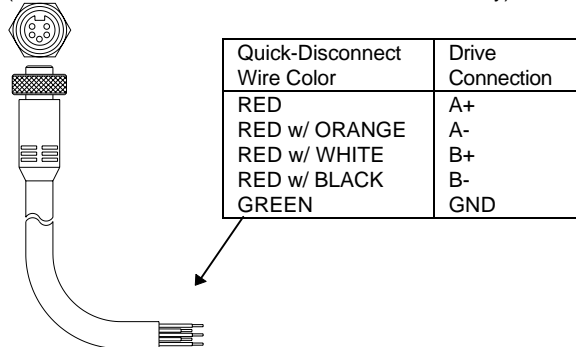 Quick-Disconnect Drive
Wire Color Connection
RED A+
RED w/ ORANGE A-
RED w/ WHITE B+
RED w/ BLACK B-
GREEN GND